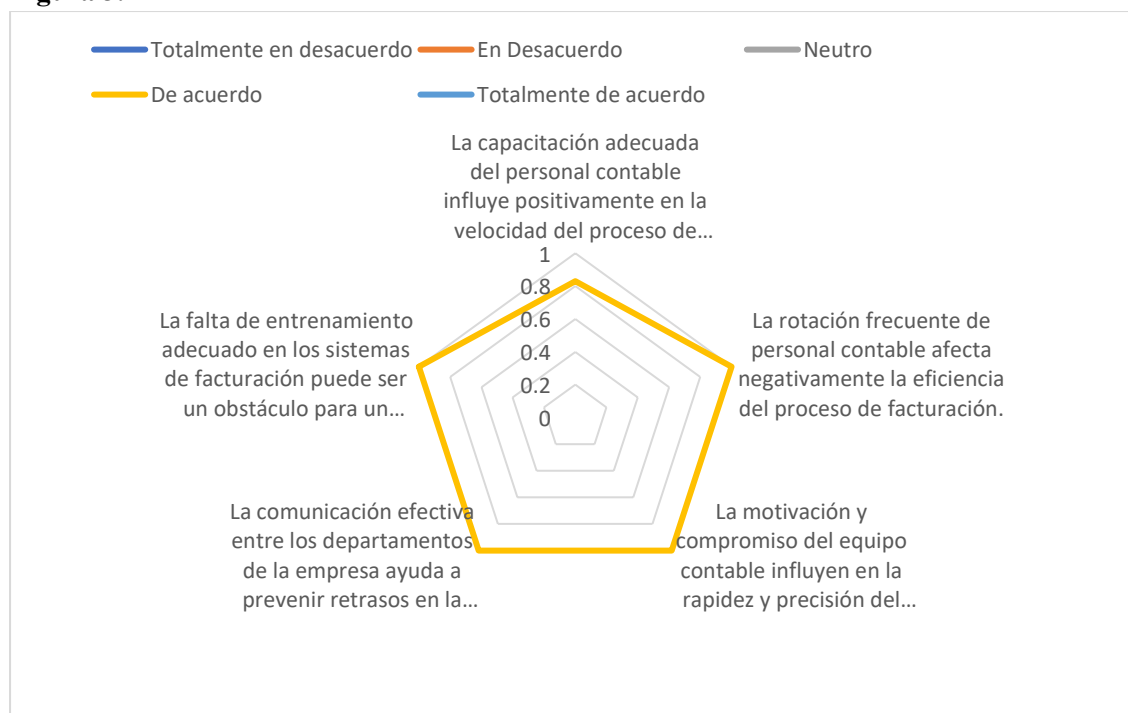 Totalmente en desacuerdo
En Desacuerdo
Neutro
De acuerdo
Totalmente de acuerdo
La capacitación adecuada
del personal contable
influye positivamente en la
velocidad del proceso de...
1
0.8
0.6
0.4
0.2
0
La rotación frecuente de
personal contable afecta
negativamente la eficiencia
del proceso de facturación.
La motivación y
compromiso del equipo
contable influyen en la
rapidez y precisión del...
La comunicación efectiva
entre los departamentos
de la empresa ayuda a
prevenir retrasos en la...
La falta de entrenamiento
adecuado en los sistemas
de facturación puede ser
un obstáculo para un...